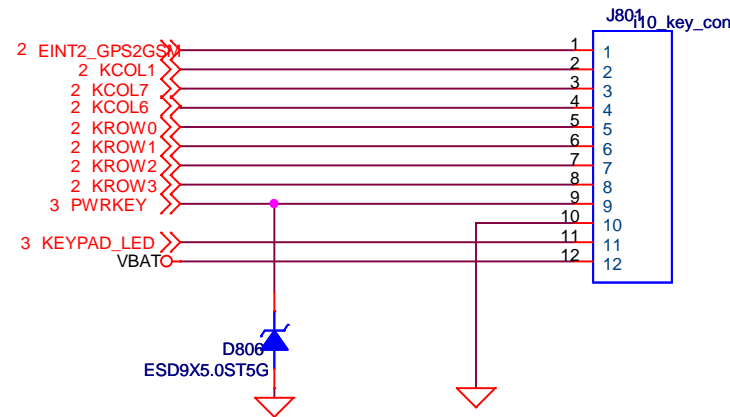 J801 i10_key_con
2 EINT2_GPS2GSM 1 1
2 KCOL1 2 2
2 KCOL7 3 3
2 KCOL6 4 4
2 KROW0 5 5
2 KROW1 6 6
2 KROW2 7 7
2 KROW3 8 8
3 PWRKEY 9 9
10 10
3 KEYPAD_LED 11 11
VBAT 12 12
D806
ESD9X5.0ST5G